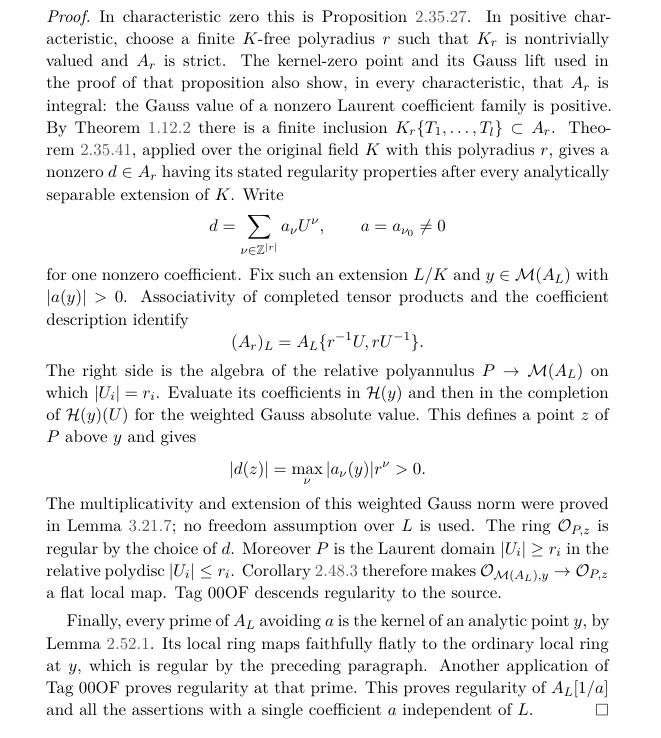 Proof. In characteristic zero this is Proposition 2.35.27. In positive char-
acteristic, choose a finite K-free polyradius r such that K_r is nontrivially
valued and A_r is strict. The kernel-zero point and its Gauss lift used in
the proof of that proposition also show, in every characteristic, that A_r is
integral: the Gauss value of a nonzero Laurent coefficient family is positive.
By Theorem 1.12.2 there is a finite inclusion K_r{T_1, . . . , T_l} ⊂ A_r. Theo-
rem 2.35.41, applied over the original field K with this polyradius r, gives a
nonzero d ∈ A_r having its stated regularity properties after every analytically
separable extension of K. Write
d = ∑_{ν∈ℤ^{|r|}} a_ν U^ν, a = a_{ν_0} ≠ 0
for one nonzero coefficient. Fix such an extension L/K and y ∈ M(A_L) with
|a(y)| > 0. Associativity of completed tensor products and the coefficient
description identify
(A_r)_L = A_L{r^{−1}U, rU^{−1}}.
The right side is the algebra of the relative polyannulus P → M(A_L) on
which |U_i| = r_i. Evaluate its coefficients in H(y) and then in the completion
of H(y)(U) for the weighted Gauss absolute value. This defines a point z of
P above y and gives
|d(z)| = max_ν |a_ν(y)|r^ν > 0.
The multiplicativity and extension of this weighted Gauss norm were proved
in Lemma 3.21.7; no freedom assumption over L is used. The ring O_{P,z} is
regular by the choice of d. Moreover P is the Laurent domain |U_i| ≥ r_i in the
relative polydisc |U_i| ≤ r_i. Corollary 2.48.3 therefore makes O_{M(A_L),y} → O_{P,z}
a flat local map. Tag 00OF descends regularity to the source.
Finally, every prime of A_L avoiding a is the kernel of an analytic point y, by
Lemma 2.52.1. Its local ring maps faithfully flatly to the ordinary local ring
at y, which is regular by the preceding paragraph. Another application of
Tag 00OF proves regularity at that prime. This proves regularity of A_L[1/a]
and all the assertions with a single coefficient a independent of L. □